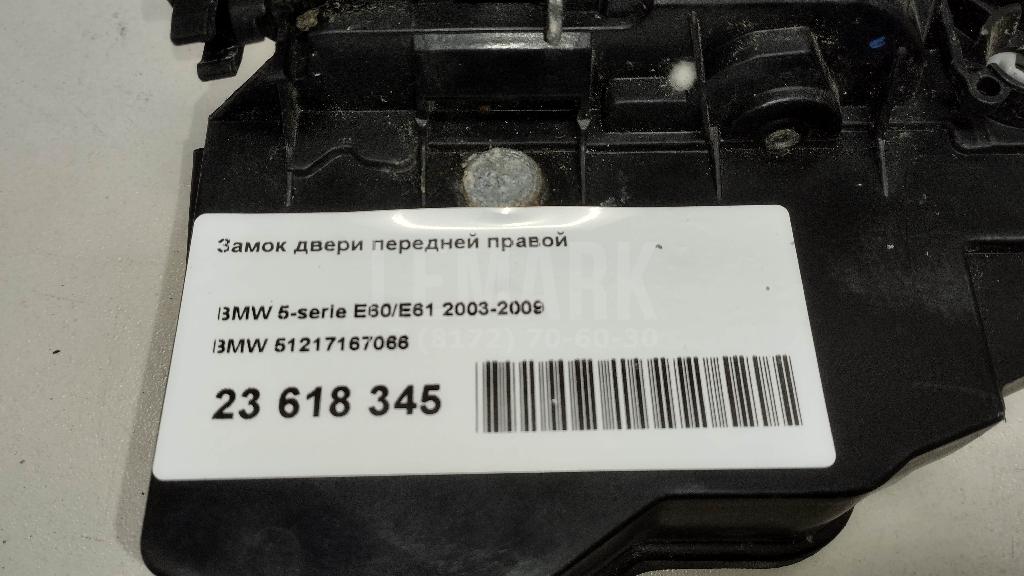 Замок двери передней правой
LEMARK
BMW 5-serie E60/E61 2003-2009
(8172) 70-60-30
BMW 51217167066
23 618 345